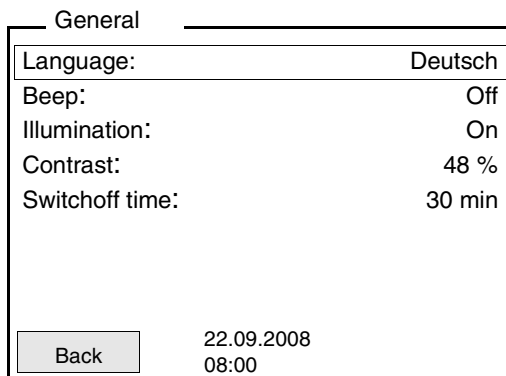 General
Language: Deutsch
Beep: Off
Illumination: On
Contrast: 48 %
Switchoff time: 30 min
Back
22.09.2008
08:00